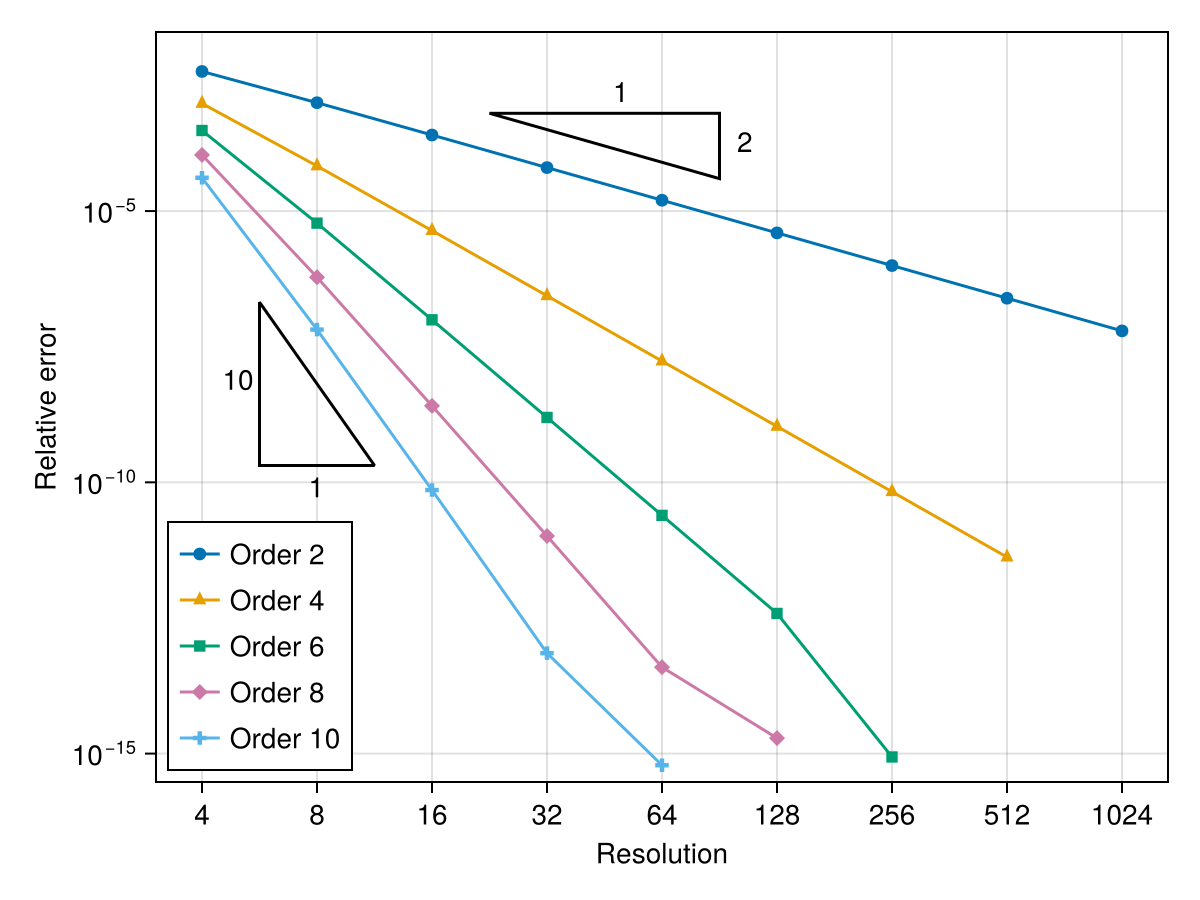 1
2
10⁻⁵
10
1
10⁻¹⁰
10⁻¹⁵
Relative error
Order 2
Order 4
Order 6
Order 8
Order 10
4 8 16 32 64 128 256 512 1024
Resolution